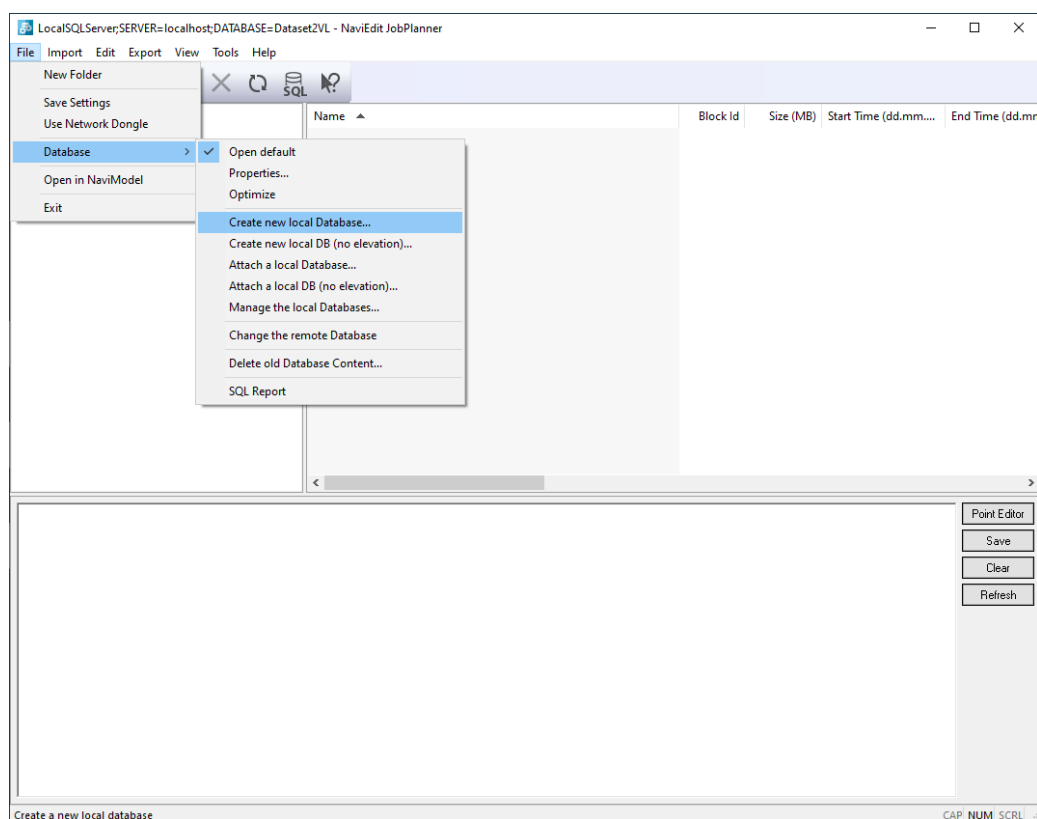 LocalSQLServer;SERVER=localhost;DATABASE=Dataset2VL - NaviEdit JobPlanner
File Import Edit Export View Tools Help
New Folder
Save Settings
Use Network Dongle
Database
Open in NaviModel
Exit
SQL
Name Block Id Size (MB) Start Time (dd.mm.... End Time (dd.mm
Open default
Properties...
Optimize
Create new local Database...
Create new local DB (no elevation)...
Attach a local Database...
Attach a local DB (no elevation)...
Manage the local Databases...
Change the remote Database
Delete old Database Content...
SQL Report
Point Editor
Save
Clear
Refresh
Create a new local database CAP NUM SCRL